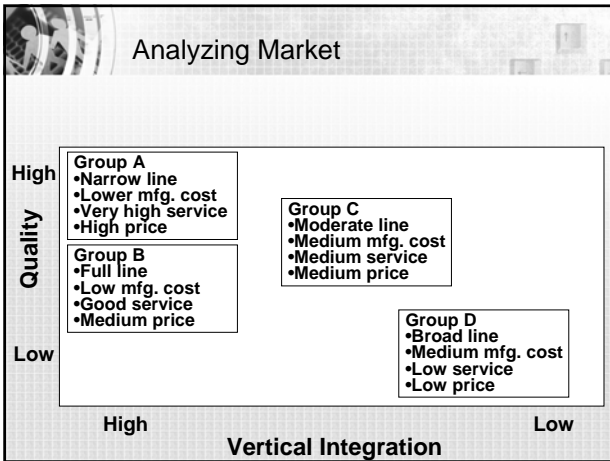 Analyzing Market
High
Quality
Low
Group A
•Narrow line
•Lower mfg. cost
•Very high service
•High price
Group B
•Full line
•Low mfg. cost
•Good service
•Medium price
Group C
•Moderate line
•Medium mfg. cost
•Medium service
•Medium price
Group D
•Broad line
•Medium mfg. cost
•Low service
•Low price
High
Low
Vertical Integration